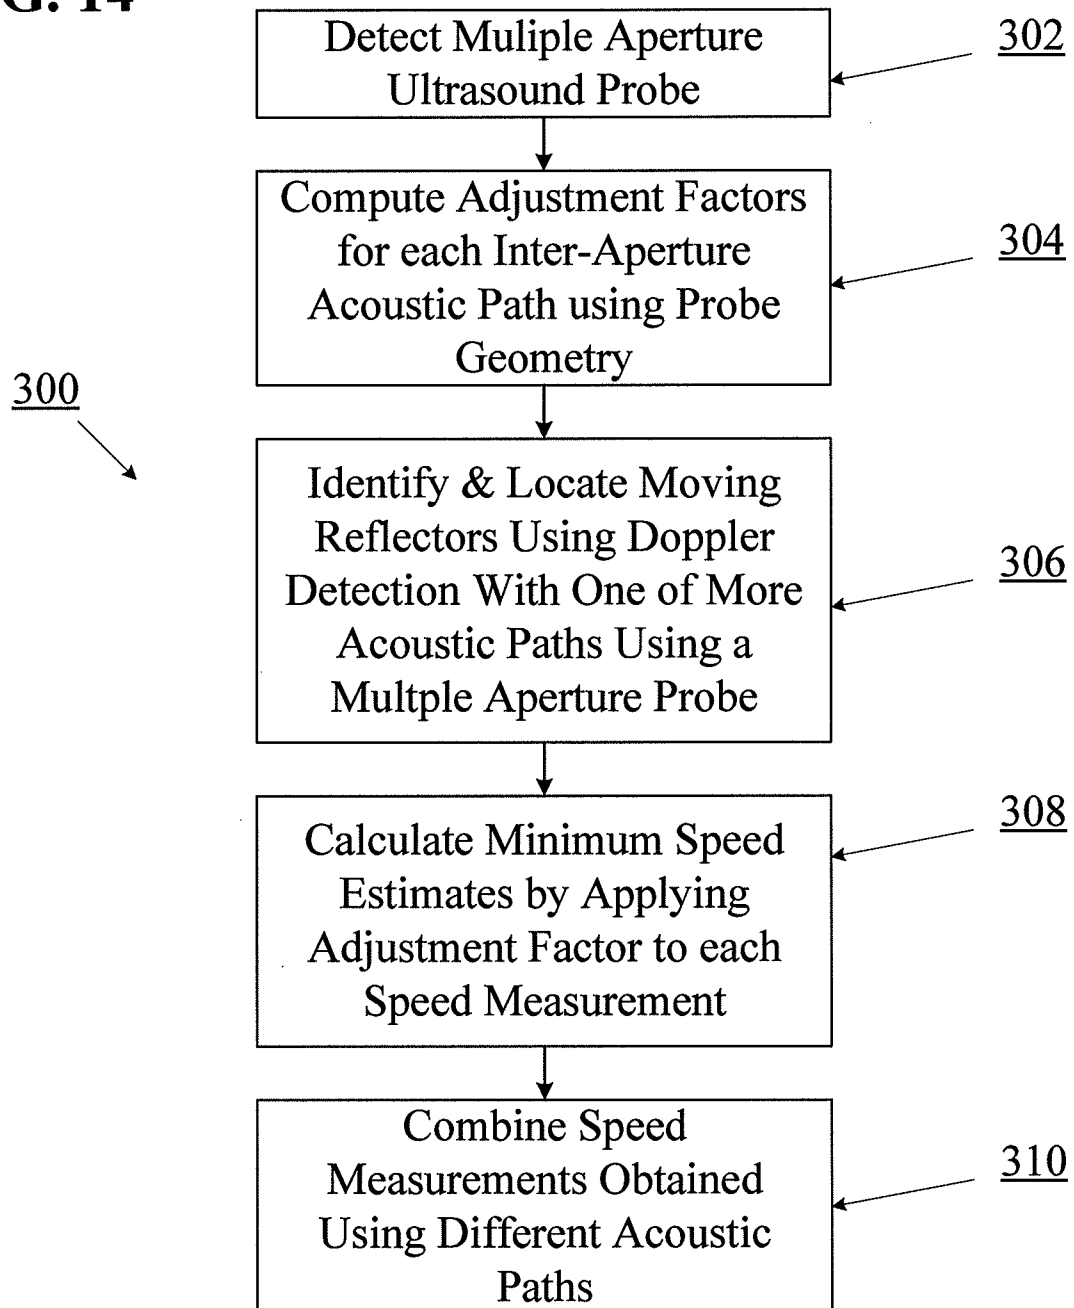 G. 14
Detect Muliple Aperture
Ultrasound Probe
302
Compute Adjustment Factors
for each Inter-Aperture
Acoustic Path using Probe
Geometry
304
300
Identify & Locate Moving
Reflectors Using Doppler
Detection With One of More
Acoustic Paths Using a
Multple Aperture Probe
306
Calculate Minimum Speed
Estimates by Applying
Adjustment Factor to each
Speed Measurement
308
Combine Speed
Measurements Obtained
Using Different Acoustic
Paths
310